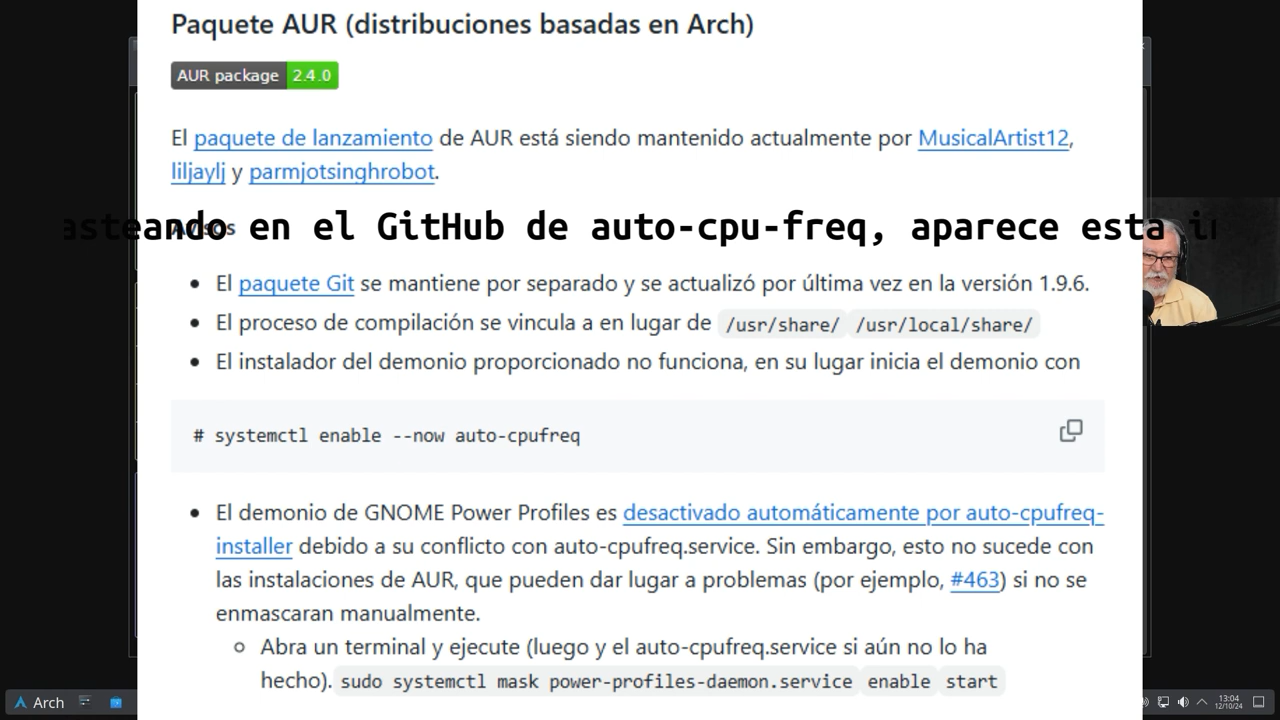 Paquete AUR (distribuciones basadas en Arch)
AUR package 2.4.0
El paquete de lanzamiento de AUR está siendo mantenido actualmente por MusicalArtist12,
liljaylj y parmjotsinghrobot.
Avisos
asteando en el GitHub de auto-cpu-freq, aparece esta i
El paquete Git se mantiene por separado y se actualizó por última vez en la versión 1.9.6.
El proceso de compilación se vincula a en lugar de /usr/share/ /usr/local/share/
El instalador del demonio proporcionado no funciona, en su lugar inicia el demonio con
# systemctl enable --now auto-cpufreq
El demonio de GNOME Power Profiles es desactivado automáticamente por auto-cpufreq-
installer debido a su conflicto con auto-cpufreq.service. Sin embargo, esto no sucede con
las instalaciones de AUR, que pueden dar lugar a problemas (por ejemplo, #463) si no se
enmascaran manualmente.
Abra un terminal y ejecute (luego y el auto-cpufreq.service si aún no lo ha
hecho). sudo systemctl mask power-profiles-daemon.service enable start
Arch
13:04
12/10/24